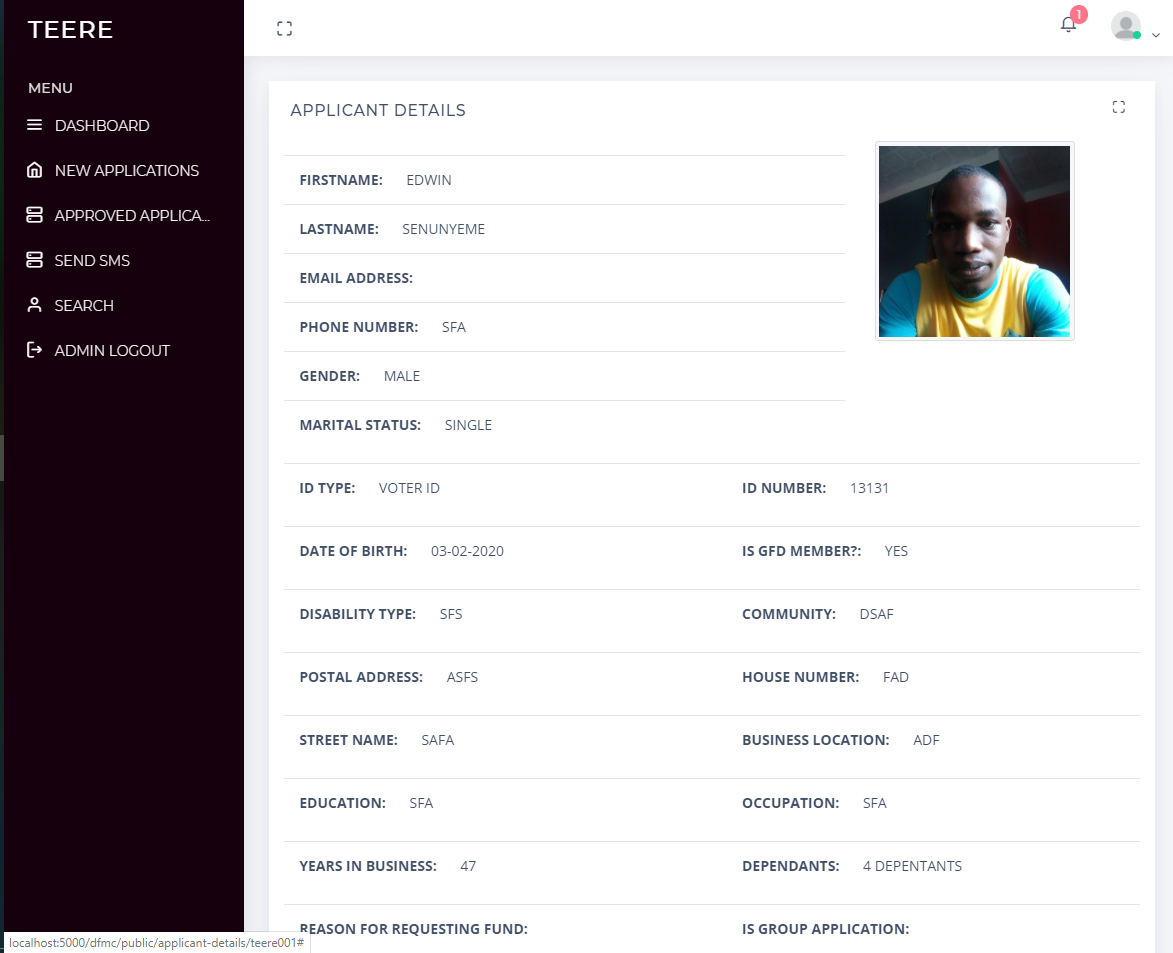 TEERE
1
MENU
DASHBOARD
NEW APPLICATIONS
APPROVED APPLICA...
SEND SMS
SEARCH
ADMIN LOGOUT
APPLICANT DETAILS
FIRSTNAME: EDWIN
LASTNAME: SENUNYEME
EMAIL ADDRESS:
PHONE NUMBER: SFA
GENDER: MALE
MARITAL STATUS: SINGLE
ID TYPE: VOTER ID ID NUMBER: 13131
DATE OF BIRTH: 03-02-2020 IS GFD MEMBER?: YES
DISABILITY TYPE: SFS COMMUNITY: DSAF
POSTAL ADDRESS: ASFS HOUSE NUMBER: FAD
STREET NAME: SAFA BUSINESS LOCATION: ADF
EDUCATION: SFA OCCUPATION: SFA
YEARS IN BUSINESS: 47 DEPENDANTS: 4 DEPENTANTS
REASON FOR REQUESTING FUND: IS GROUP APPLICATION:
localhost:5000/dfmc/public/applicant-details/teere001#